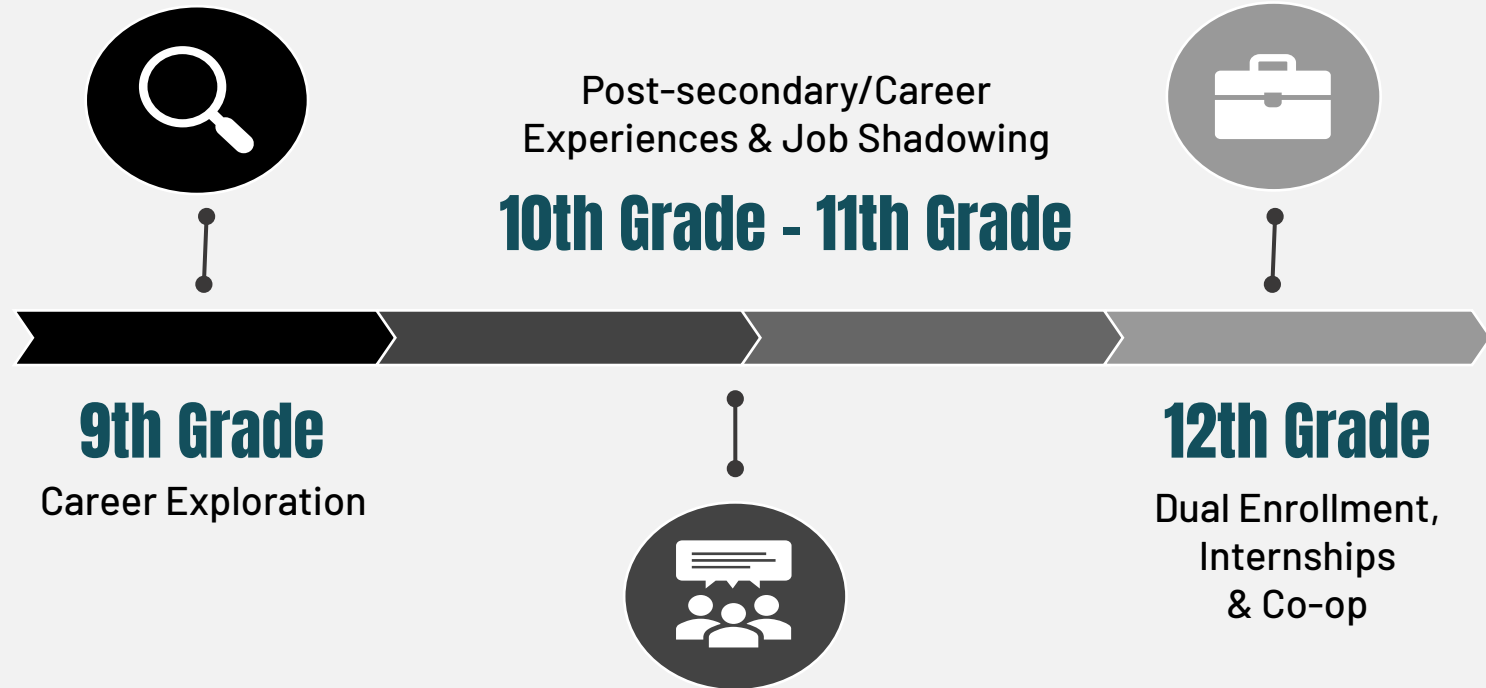 9th Grade
Career Exploration
Post-secondary/Career
Experiences & Job Shadowing
10th Grade - 11th Grade
12th Grade
Dual Enrollment,
Internships
& Co-op